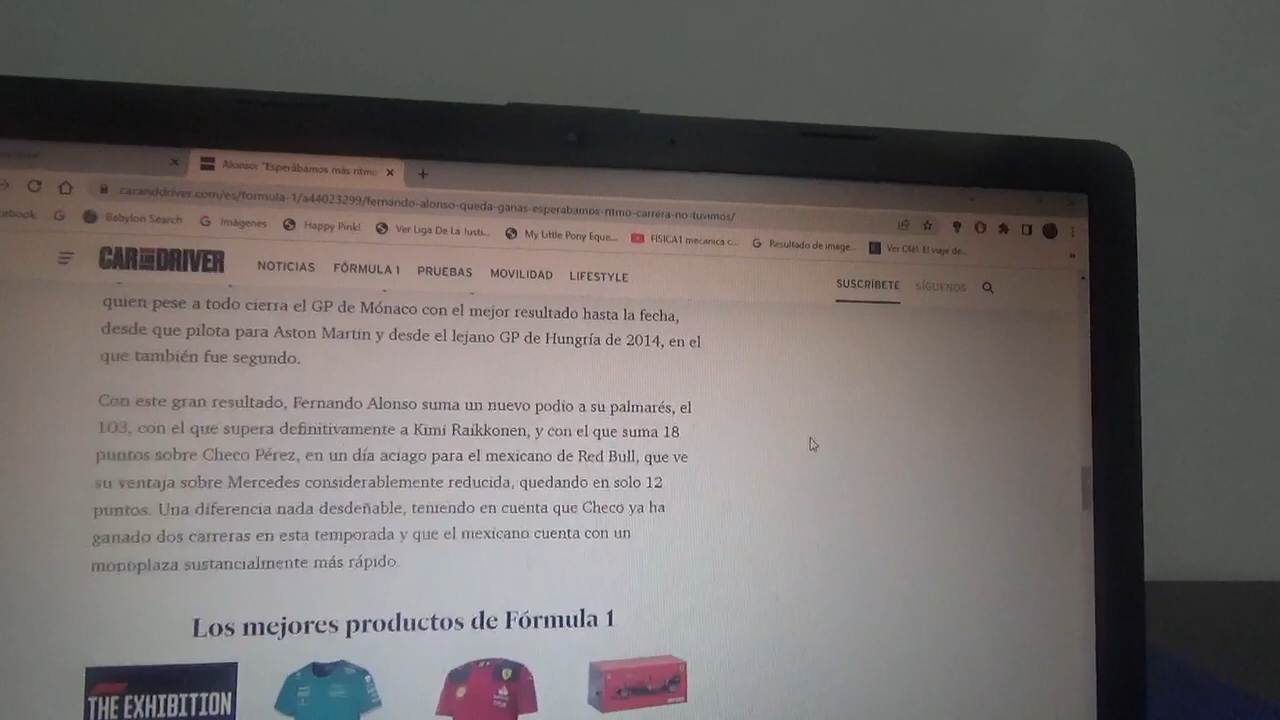 Alonso: "Esperábamos más ritmo
caranddriver.com/es/formula-1/a44023299/fernando-alonso-queda-ganas-esperabamos-ritmo-carrera-no-tuvimos/
cebook
Babylon Search
Imágenes
Happy Pink!
Ver Liga De La Justi...
My Little Pony Eque...
FISICA1 mecanica c...
Resultado de image...
Ver Olé!. El viaje de...
CAR AND DRIVER
NOTICIAS
FÓRMULA 1
PRUEBAS
MOVILIDAD
LIFESTYLE
SUSCRÍBETE
SÍGUENOS
quien pese a todo cierra el GP de Mónaco con el mejor resultado hasta la fecha,
desde que pilota para Aston Martin y desde el lejano GP de Hungría de 2014, en el
que también fue segundo.
Con este gran resultado, Fernando Alonso suma un nuevo podio a su palmarés, el
103, con el que supera definitivamente a Kimi Raikkonen, y con el que suma 18
puntos sobre Checo Pérez, en un día aciago para el mexicano de Red Bull, que ve
su ventaja sobre Mercedes considerablemente reducida, quedando en solo 12
puntos. Una diferencia nada desdeñable, teniendo en cuenta que Checo ya ha
ganado dos carreras en esta temporada y que el mexicano cuenta con un
monoplaza sustancialmente más rápido.
Los mejores productos de Fórmula 1
THE EXHIBITION